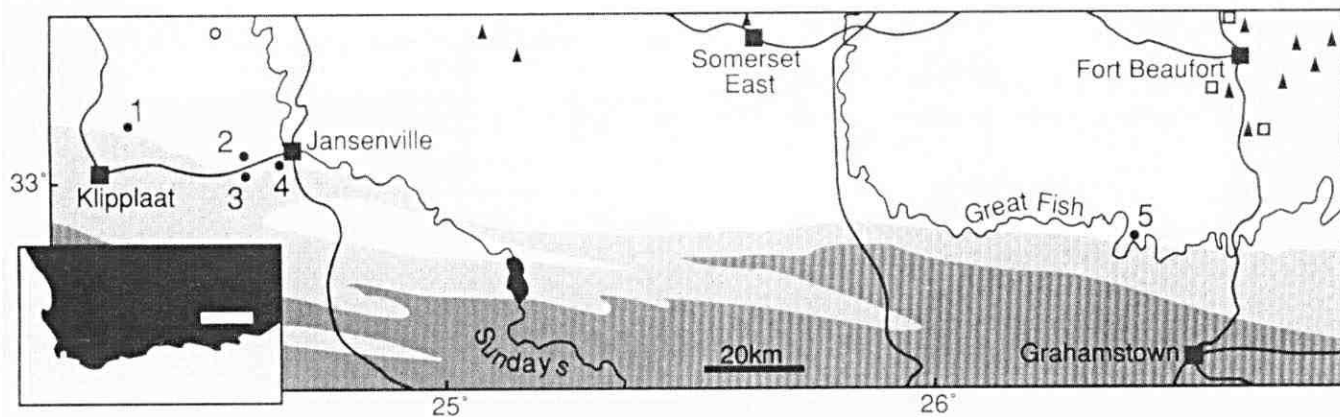 Somerset
East
Fort Beaufort
1
2
Jansenville
3
4
33°
Klipplaat
Great Fish
5
Sundays
20km
Grahamstown
25°
26°